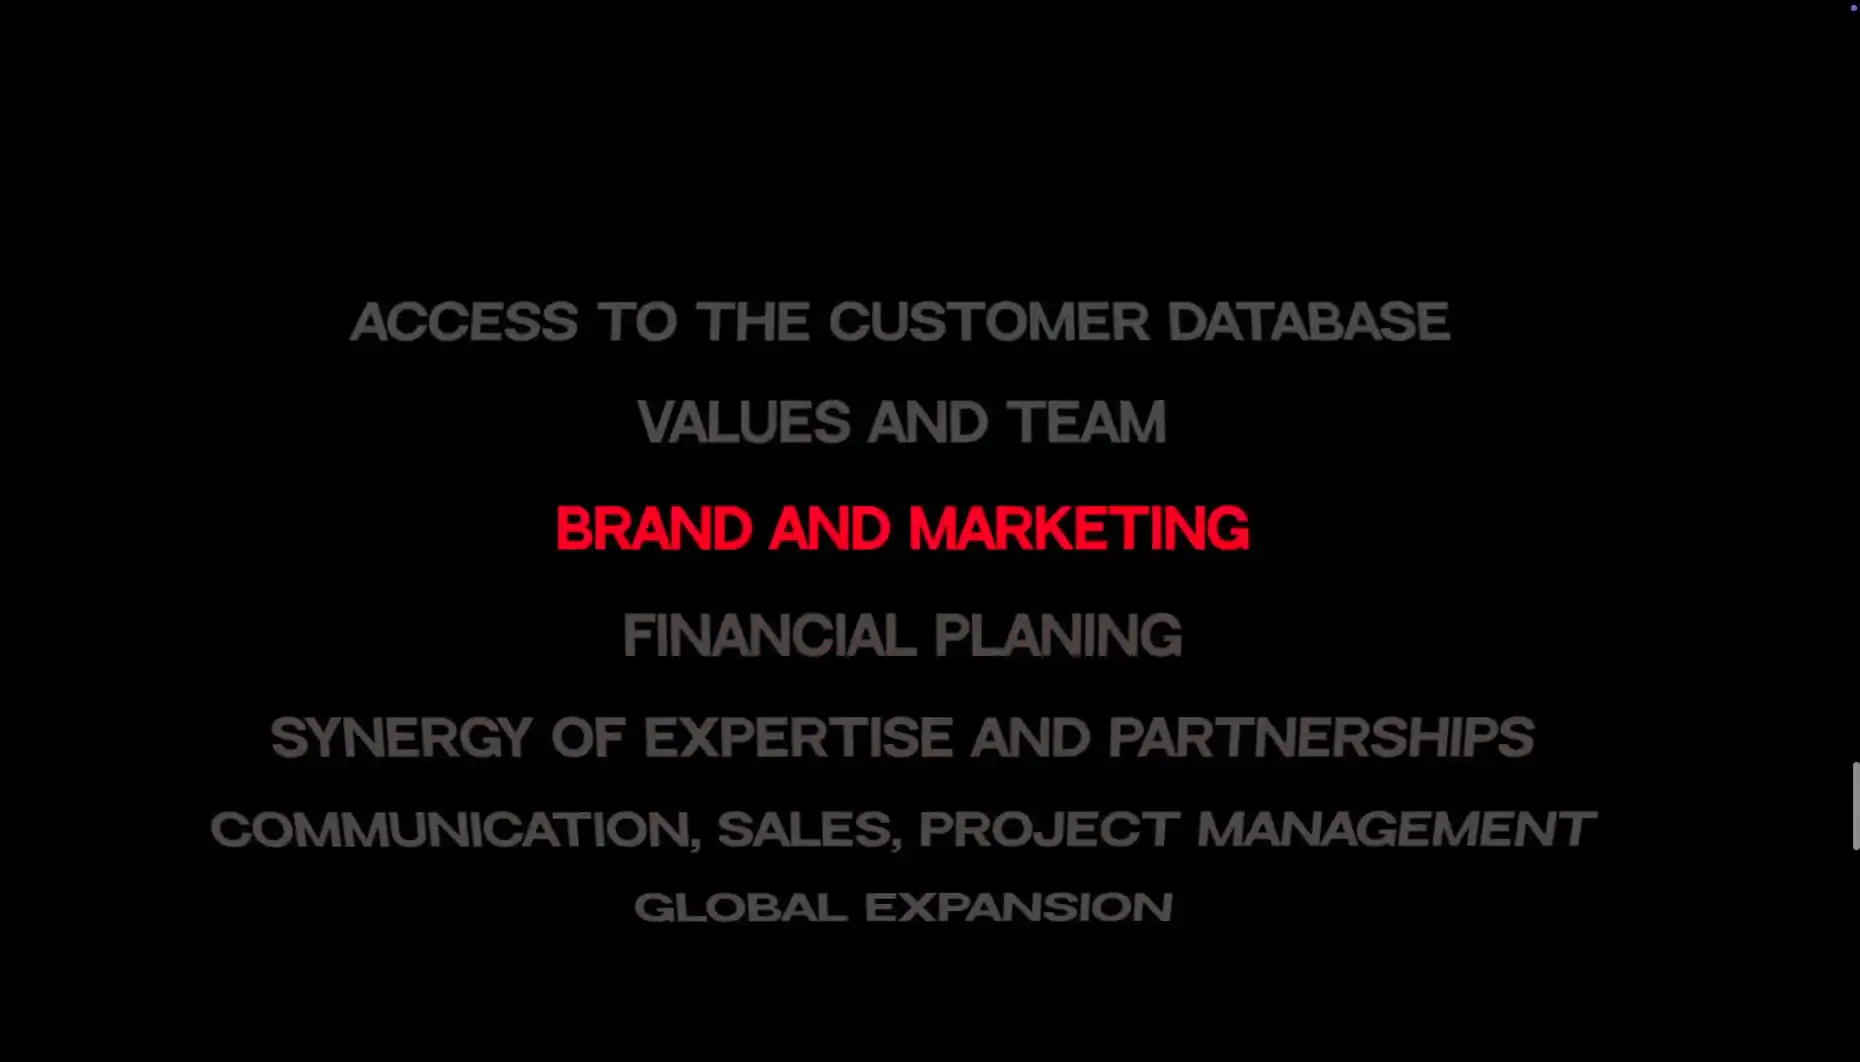 ACCESS TO THE CUSTOMER DATABASE
VALUES AND TEAM
BRAND AND MARKETING
FINANCIAL PLANING
SYNERGY OF EXPERTISE AND PARTNERSHIPS
COMMUNICATION, SALES, PROJECT MANAGEMENT
GLOBAL EXPANSION